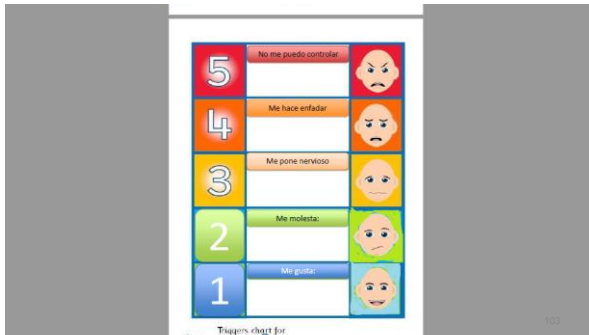 5
No me puedo controlar
4
Me hace enfadar
3
Me pone nervioso
2
Me molesta:
1
Me gusta:
Triggers chart for
103